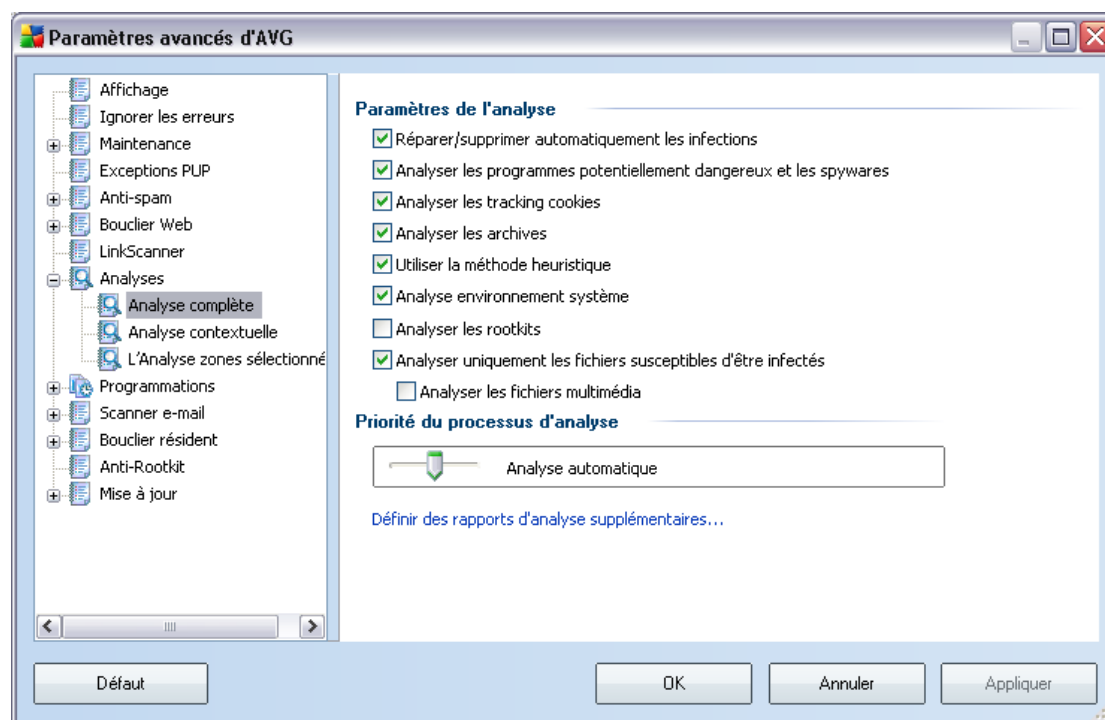 Paramètres avancés d'AVG
Affichage
Ignorer les erreurs
Maintenance
Exceptions PUP
Anti-spam
Bouclier Web
LinkScanner
Analyses
Analyse complète
Analyse contextuelle
L'Analyse zones sélectionné
Programmations
Scanner e-mail
Bouclier résident
Anti-Rootkit
Mise à jour
Paramètres de l'analyse
Réparer/supprimer automatiquement les infections
Analyser les programmes potentiellement dangereux et les spywares
Analyser les tracking cookies
Analyser les archives
Utiliser la méthode heuristique
Analyse environnement système
Analyser les rootkits
Analyser uniquement les fichiers susceptibles d'être infectés
Analyser les fichiers multimédia
Priorité du processus d'analyse
Analyse automatique
Définir des rapports d'analyse supplémentaires...
Défaut
OK
Annuler
Appliquer